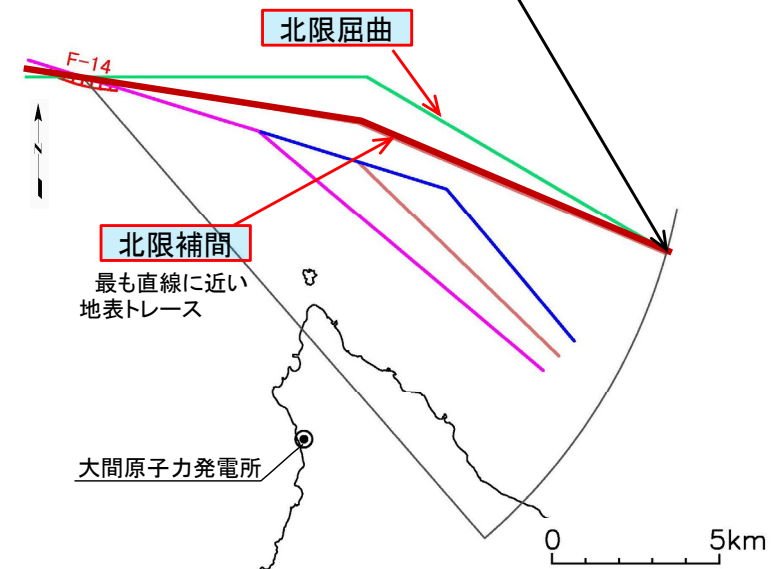 北限屈曲
F-14
N
北限補間
最も直線に近い
地表トレース
大間原子力発電所
0 5km